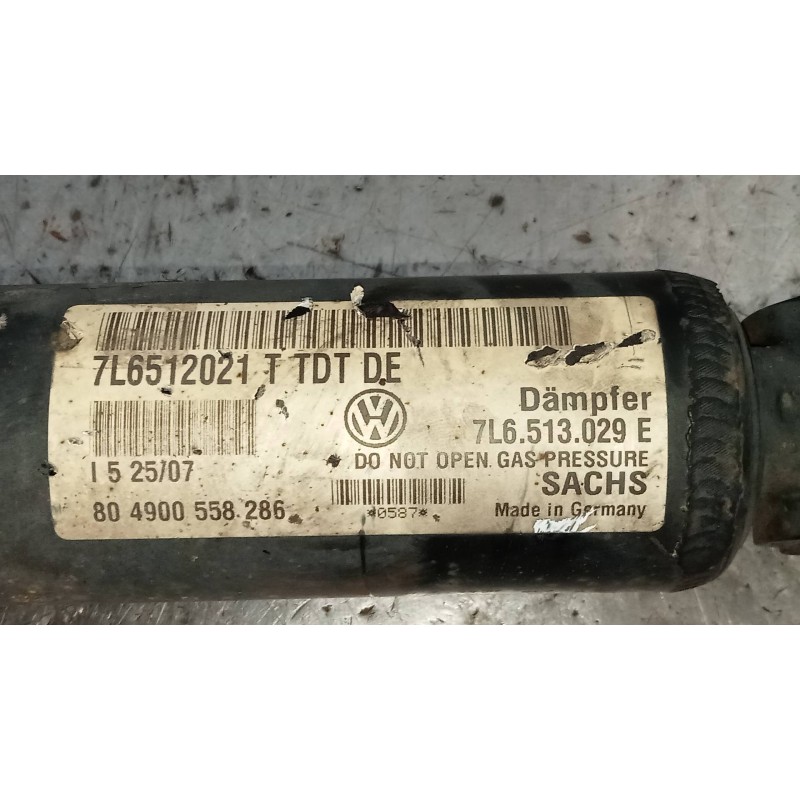 7L6512021 T TDT DE
I 5 25/07
80 4900 558 286
VW
Dämpfer
7L6.513.029 E
DO NOT OPEN. GAS PRESSURE
SACHS
*0587*
Made in Germany